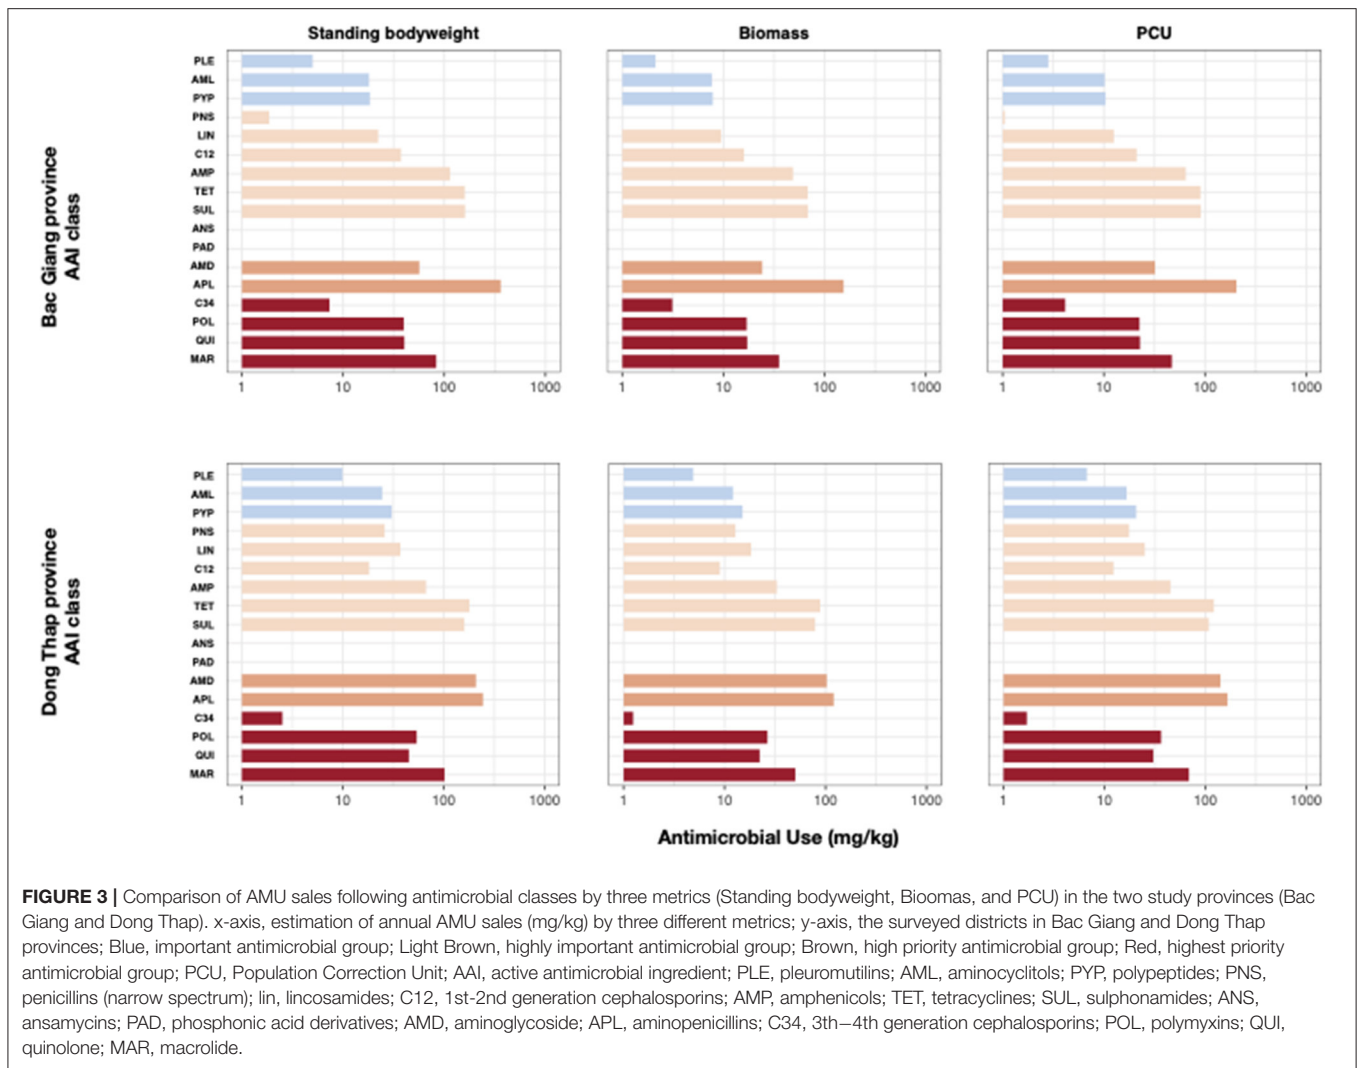 Standing bodyweight
Biomass
PCU
Bac Giang province
AAI class
PLE
AML
PYP
PNS
LIN
C12
AMP
TET
SUL
ANS
PAD
AMD
APL
C34
POL
QUI
MAR
1 10 100 1000
1 10 100 1000
1 10 100 1000
Dong Thap province
AAI class
PLE
AML
PYP
PNS
LIN
C12
AMP
TET
SUL
ANS
PAD
AMD
APL
C34
POL
QUI
MAR
1 10 100 1000
1 10 100 1000
1 10 100 1000
Antimicrobial Use (mg/kg)
FIGURE 3 | Comparison of AMU sales following antimicrobial classes by three metrics (Standing bodyweight, Bioomas, and PCU) in the two study provinces (Bac
Giang and Dong Thap). x-axis, estimation of annual AMU sales (mg/kg) by three different metrics; y-axis, the surveyed districts in Bac Giang and Dong Thap
provinces; Blue, important antimicrobial group; Light Brown, highly important antimicrobial group; Brown, high priority antimicrobial group; Red, highest priority
antimicrobial group; PCU, Population Correction Unit; AAI, active antimicrobial ingredient; PLE, pleuromutilins; AML, aminocyclitols; PYP, polypeptides; PNS,
penicillins (narrow spectrum); lin, lincosamides; C12, 1st-2nd generation cephalosporins; AMP, amphenicols; TET, tetracyclines; SUL, sulphonamides; ANS,
ansamycins; PAD, phosphonic acid derivatives; AMD, aminoglycoside; APL, aminopenicillins; C34, 3th–4th generation cephalosporins; POL, polymyxins; QUI,
quinolone; MAR, macrolide.